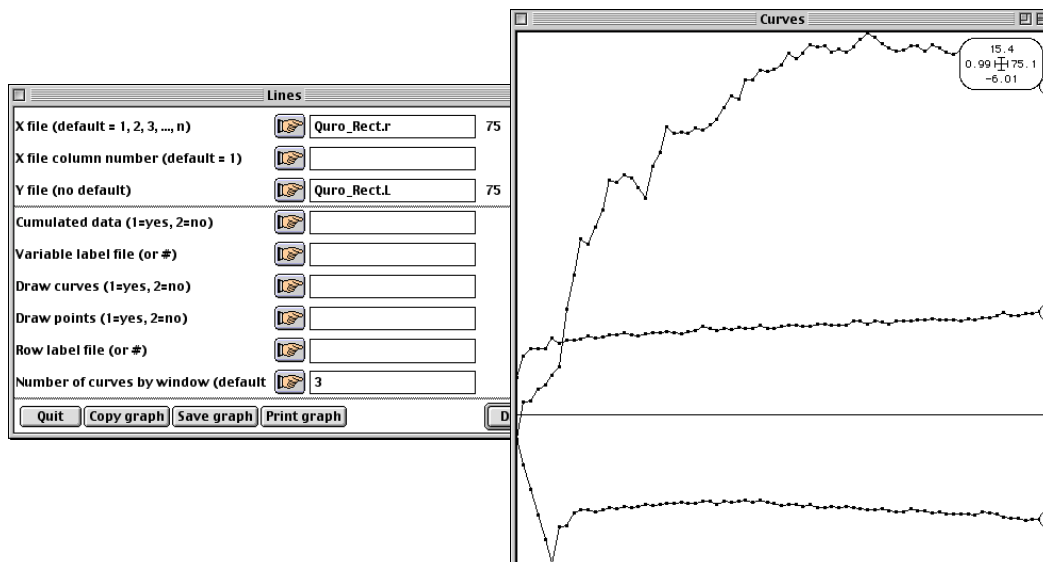 Curves
15.4
0.99 75.1
-6.01
Lines
X file (default = 1, 2, 3, ..., n) Quro_Rect.r 75
X file column number (default = 1)
Y file (no default) Quro_Rect.L 75
Cumulated data (1=yes, 2=no)
Variable label file (or #)
Draw curves (1=yes, 2=no)
Draw points (1=yes, 2=no)
Row label file (or #)
Number of curves by window (default 3
Quit Copy graph Save graph Print graph D